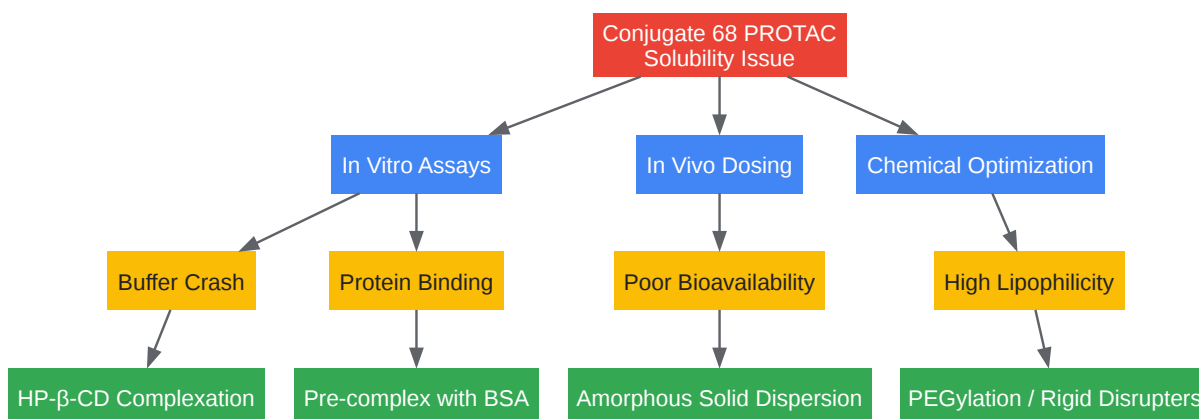 Conjugate 68 PROTAC
Solubility Issue
In Vitro Assays
In Vivo Dosing
Chemical Optimization
Buffer Crash
Protein Binding
Poor Bioavailability
High Lipophilicity
HP-β-CD Complexation
Pre-complex with BSA
Amorphous Solid Dispersion
PEGylation / Rigid Disrupters